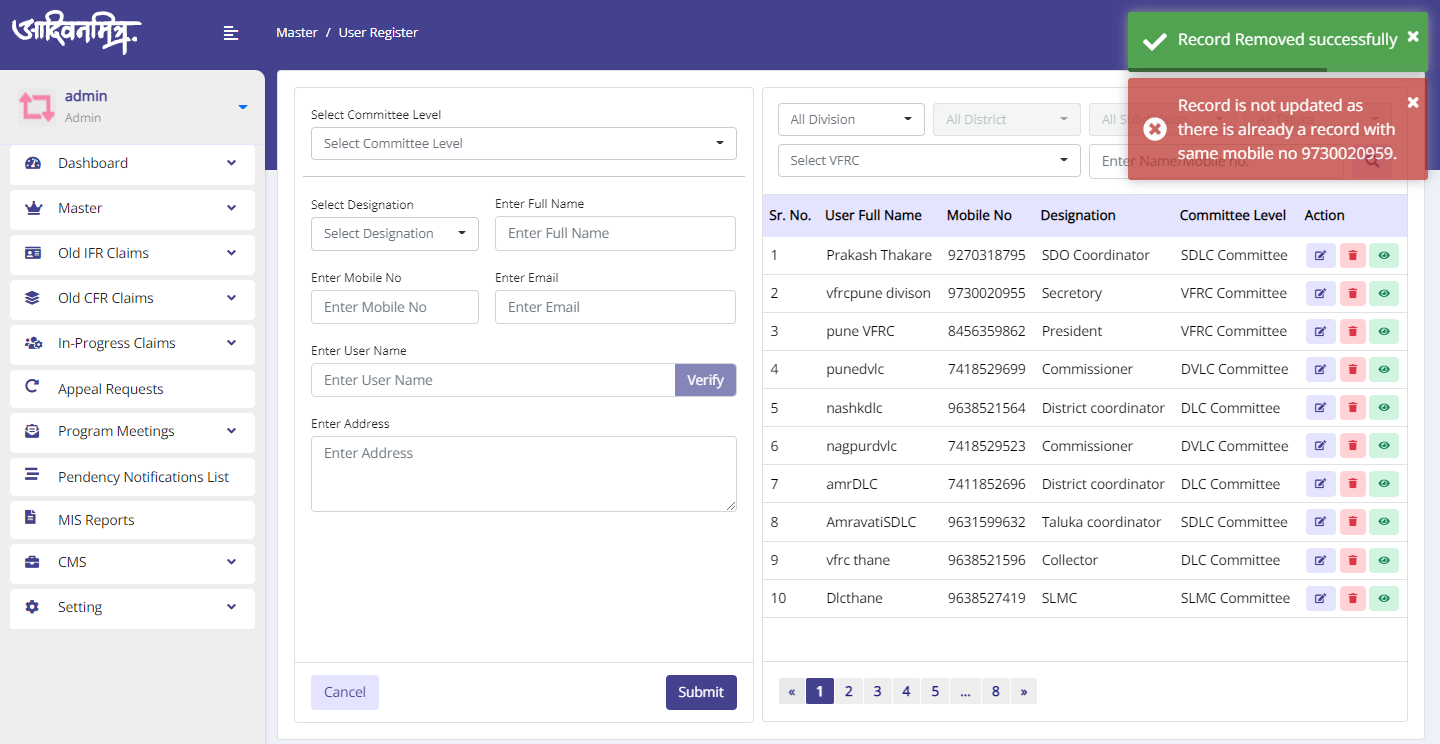 आदिवनमित्र
Master / User Register
Record Removed successfully
Record is not updated as
there is already a record with
same mobile no 9730020959.
admin
Admin
Dashboard
Master
Old IFR Claims
Old CFR Claims
In-Progress Claims
Appeal Requests
Program Meetings
Pendency Notifications List
MIS Reports
CMS
Setting
Select Committee Level
Select Committee Level
Select Designation
Enter Full Name
Select Designation
Enter Full Name
Enter Mobile No
Enter Email
Enter Mobile No
Enter Email
Enter User Name
Enter User Name
Verify
Enter Address
Enter Address
Cancel
Submit
All Division
All District
All Taluka
Select VFRC
Enter Name/Mobile no.
Sr. No. User Full Name Mobile No Designation Committee Level Action
1 Prakash Thakare 9270318795 SDO Coordinator SDLC Committee
2 vfrcpune divison 9730020955 Secretory VFRC Committee
3 pune VFRC 8456359862 President VFRC Committee
4 punedvlc 7418529699 Commissioner DVLC Committee
5 nashkdlc 9638521564 District coordinator DLC Committee
6 nagpurdvlc 7418529523 Commissioner DVLC Committee
7 amrDLC 7411852696 District coordinator DLC Committee
8 AmravatiSDLC 9631599632 Taluka coordinator SDLC Committee
9 vfrc thane 9638521596 Collector DLC Committee
10 Dlcthane 9638527419 SLMC SLMC Committee
« 1 2 3 4 5 ... 8 »